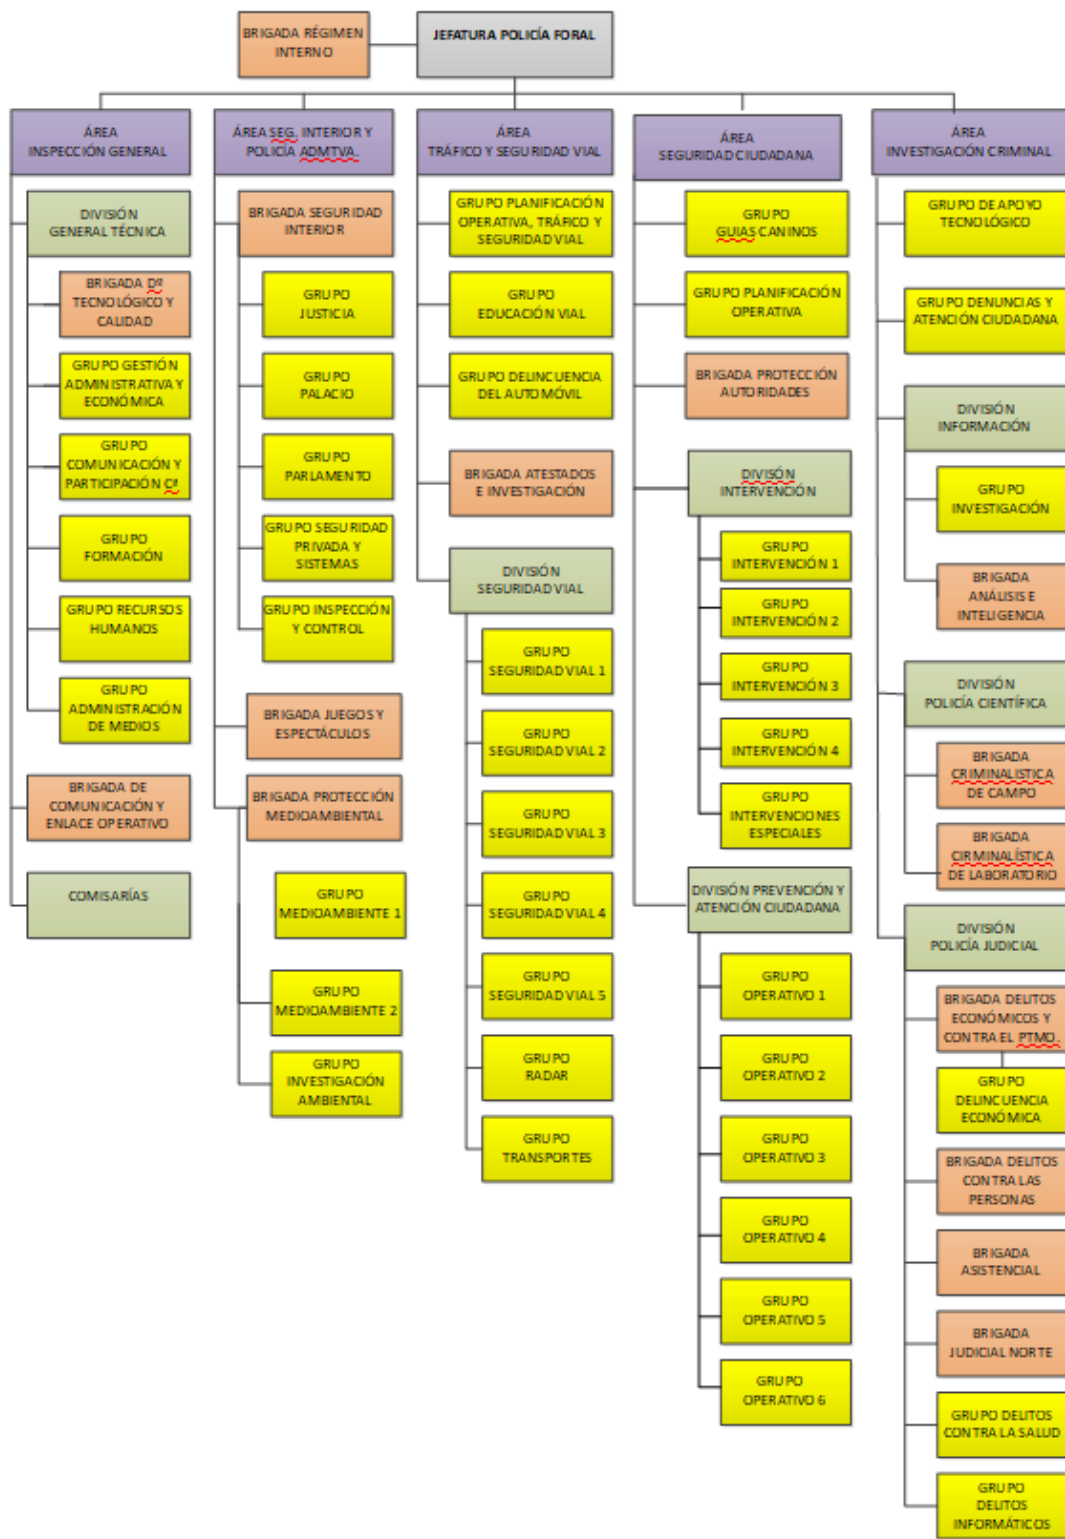 BRIGADA RÉGIMEN
INTERNO
JEFATURA POLICÍA FORAL
ÁREA
INSPECCIÓN GENERAL
DIVISIÓN
GENERAL TÉCNICA
BRIGADA Dº
TECNOLÓGICO Y
CALIDAD
GRUPO GESTIÓN
ADMINISTRATIVA Y
ECONÓMICA
GRUPO
COMUNICACIÓN Y
PARTICIPACIÓN Cª
GRUPO
FORMACIÓN
GRUPO RECURSOS
HUMANOS
GRUPO
ADMINISTRACIÓN
DE MEDIOS
BRIGADA DE
COMUNICACIÓN Y
ENLACE OPERATIVO
COMISARÍAS
ÁREA SEG. INTERIOR Y
POLICÍA ADMTVA.
BRIGADA SEGURIDAD
INTERIOR
GRUPO
JUSTICIA
GRUPO
PALACIO
GRUPO
PARLAMENTO
GRUPO SEGURIDAD
PRIVADA Y
SISTEMAS
GRUPO INSPECCIÓN
Y CONTROL
BRIGADA JUEGOS Y
ESPECTÁCULOS
BRIGADA PROTECCIÓN
MEDIOAMBIENTAL
GRUPO
MEDIOAMBIENTE 1
GRUPO
MEDIOAMBIENTE 2
GRUPO
INVESTIGACIÓN
AMBIENTAL
ÁREA
TRÁFICO Y SEGURIDAD VIAL
GRUPO PLANIFICACIÓN
OPERATIVA, TRÁFICO Y
SEGURIDAD VIAL
GRUPO
EDUCACIÓN VIAL
GRUPO DELINCUENCIA
DEL AUTOMÓVIL
BRIGADA ATESTADOS
E INVESTIGACIÓN
DIVISIÓN
SEGURIDAD VIAL
GRUPO
SEGURIDAD VIAL 1
GRUPO
SEGURIDAD VIAL 2
GRUPO
SEGURIDAD VIAL 3
GRUPO
SEGURIDAD VIAL 4
GRUPO
SEGURIDAD VIAL 5
GRUPO
RADAR
GRUPO
TRANSPORTES
ÁREA
SEGURIDAD CIUDADANA
GRUPO
GUIAS CANINOS
GRUPO PLANIFICACIÓN
OPERATIVA
BRIGADA PROTECCIÓN
AUTORIDADES
DIVISIÓN
INTERVENCIÓN
GRUPO
INTERVENCIÓN 1
GRUPO
INTERVENCIÓN 2
GRUPO
INTERVENCIÓN 3
GRUPO
INTERVENCIÓN 4
GRUPO
INTERVENCIONES
ESPECIALES
DIVISIÓN PREVENCIÓN Y
ATENCIÓN CIUDADANA
GRUPO
OPERATIVO 1
GRUPO
OPERATIVO 2
GRUPO
OPERATIVO 3
GRUPO
OPERATIVO 4
GRUPO
OPERATIVO 5
GRUPO
OPERATIVO 6
ÁREA
INVESTIGACIÓN CRIMINAL
GRUPO DE APOYO
TECNOLÓGICO
GRUPO DENUNCIAS Y
ATENCIÓN CIUDADANA
DIVISIÓN
INFORMACIÓN
GRUPO
INVESTIGACIÓN
BRIGADA
ANÁLISIS E
INTELIGENCIA
DIVISIÓN
POLICÍA CIENTÍFICA
BRIGADA
CRIMINALISTICA
DE CAMPO
BRIGADA
CIRMINALÍSTICA
DE LABORATORIO
DIVISIÓN
POLICÍA JUDICIAL
BRIGADA DELITOS
ECONÓMICOS Y
CONTRA EL PTMO.
GRUPO
DELINCUENCIA
ECONÓMICA
BRIGADA DELITOS
CONTRA LAS
PERSONAS
BRIGADA
ASISTENCIAL
BRIGADA
JUDICIAL NORTE
GRUPO DELITOS
CONTRA LA SALUD
GRUPO
DELITOS
INFORMÁTICOS